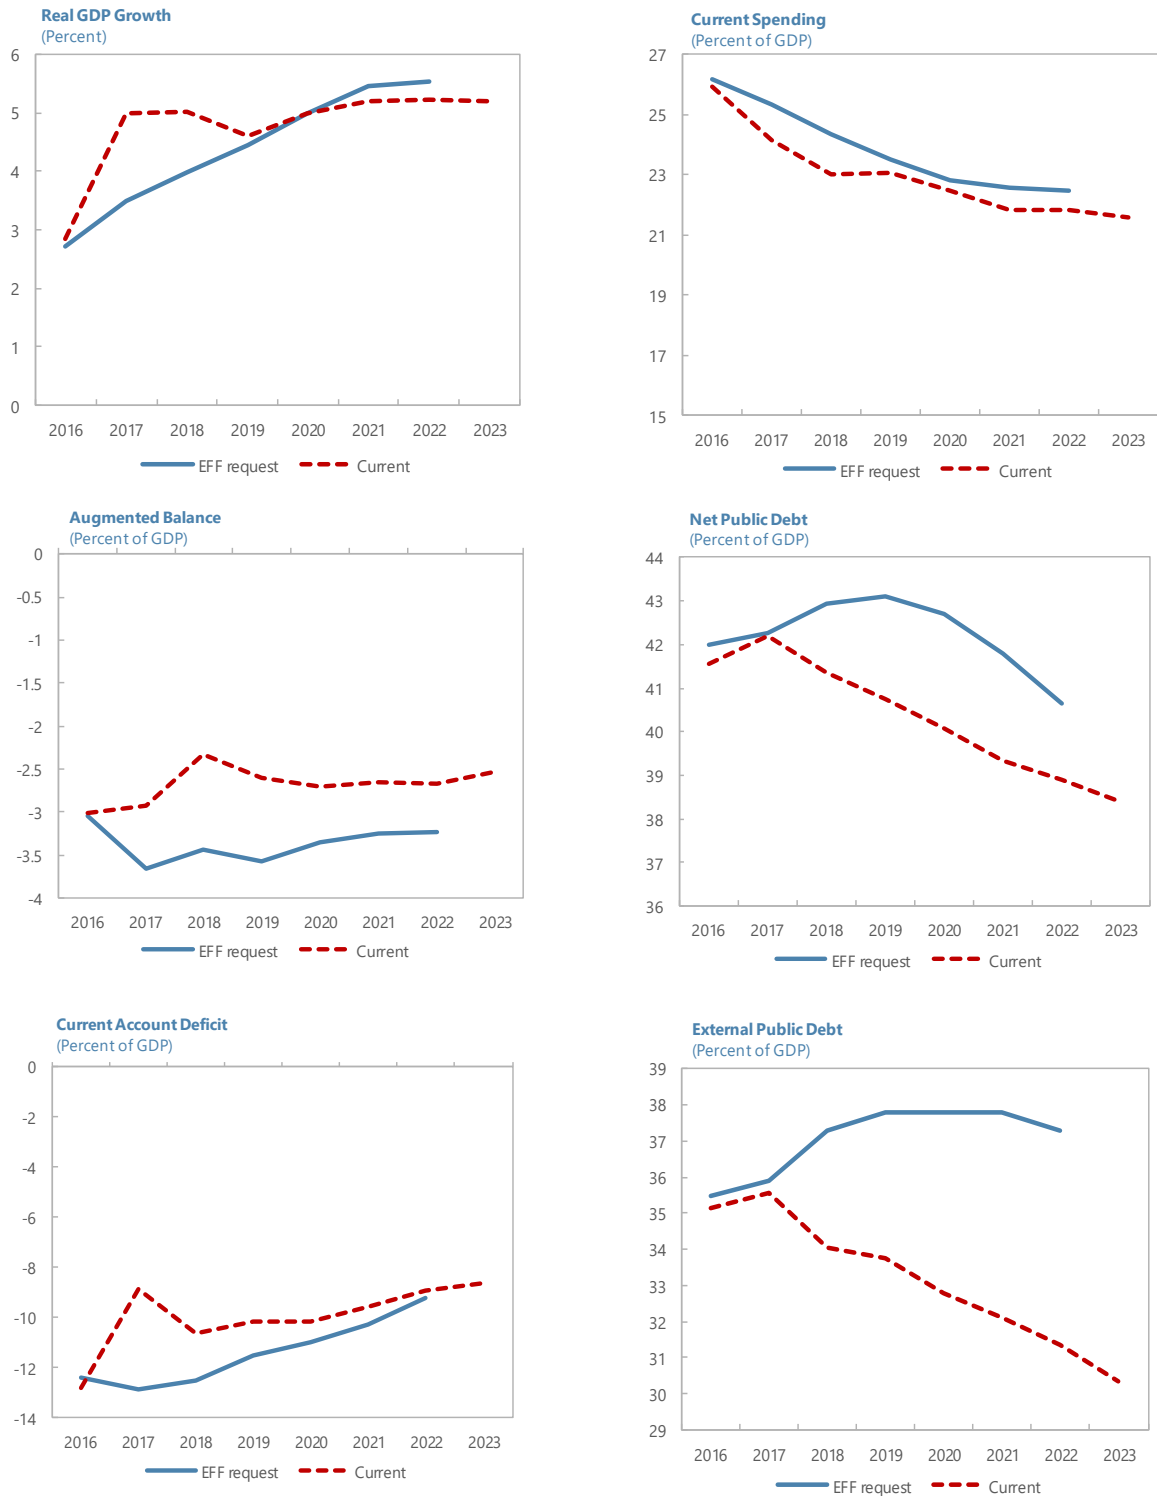 Real GDP Growth
(Percent)
6
5
4
3
2
1
0
2016 2017 2018 2019 2020 2021 2022 2023
EFF request Current
Current Spending
(Percent of GDP)
27
25
23
21
19
17
15
2016 2017 2018 2019 2020 2021 2022 2023
EFF request Current
Augmented Balance
(Percent of GDP)
0
-0.5
-1
-1.5
-2
-2.5
-3
-3.5
-4
2016 2017 2018 2019 2020 2021 2022 2023
EFF request Current
Net Public Debt
(Percent of GDP)
44
43
42
41
40
39
38
37
36
2016 2017 2018 2019 2020 2021 2022 2023
EFF request Current
Current Account Deficit
(Percent of GDP)
0
-2
-4
-6
-8
-10
-12
-14
2016 2017 2018 2019 2020 2021 2022 2023
EFF request Current
External Public Debt
(Percent of GDP)
39
38
37
36
35
34
33
32
31
30
29
2016 2017 2018 2019 2020 2021 2022 2023
EFF request Current